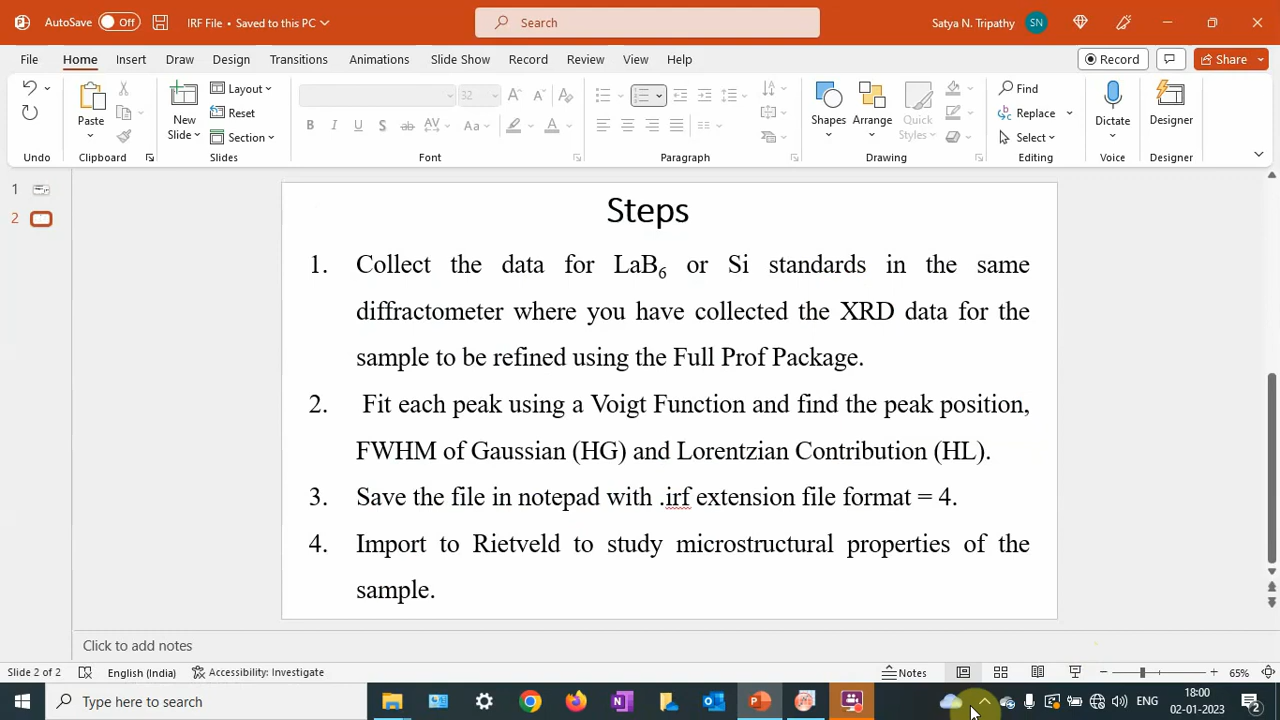 AutoSave Off IRF File • Saved to this PC Search Satya N. Tripathy SN
File Home Insert Draw Design Transitions Animations Slide Show Record Review View Help Record Share
Paste New Slide Layout Reset Section 32 Aa Shapes Arrange Quick Styles Find Replace Select Dictate Designer
Undo Clipboard Slides Font Paragraph Drawing Editing Voice Designer
1
2
Steps
1. Collect the data for LaB6 or Si standards in the same
diffractometer where you have collected the XRD data for the
sample to be refined using the Full Prof Package.
2. Fit each peak using a Voigt Function and find the peak position,
FWHM of Gaussian (HG) and Lorentzian Contribution (HL).
3. Save the file in notepad with .irf extension file format = 4.
4. Import to Rietveld to study microstructural properties of the
sample.
Click to add notes
Slide 2 of 2 English (India) Accessibility: Investigate Notes 65%
Type here to search ENG 18:00
02-01-2023 2